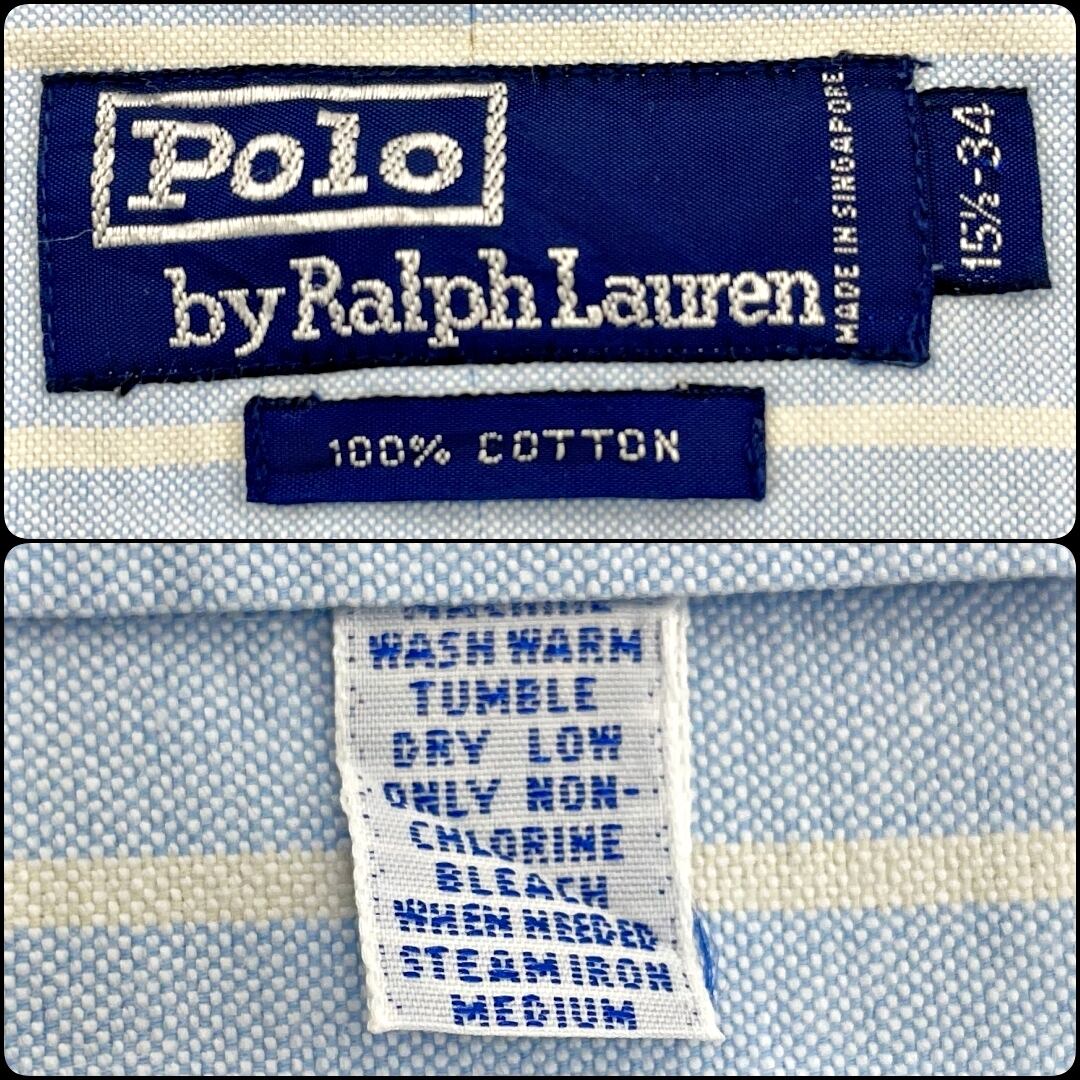 Polo
by Ralph Lauren
MADE IN SINGAPORE
15½-34
100% COTTON
MACHINE
WASH WARM
TUMBLE
DRY LOW
ONLY NON-
CHLORINE
BLEACH
WHEN NEEDED
STEAM IRON
MEDIUM